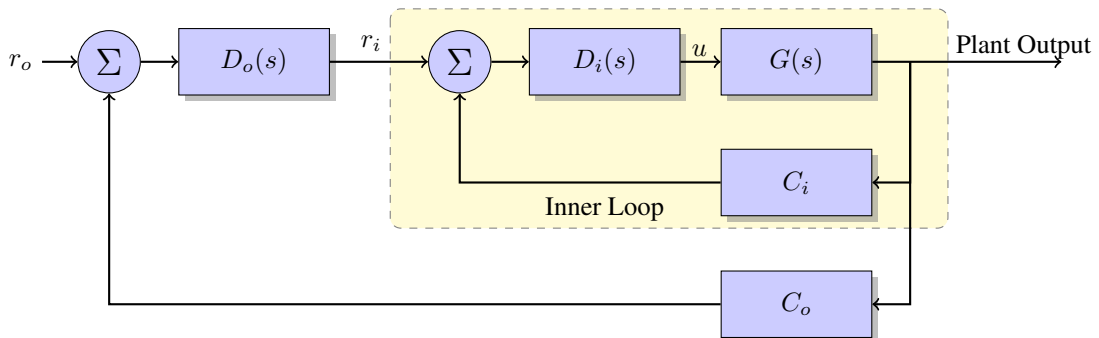 r_o
Σ
D_o(s)
r_i
Σ
D_i(s)
u
G(s)
Plant Output
C_i
Inner Loop
C_o